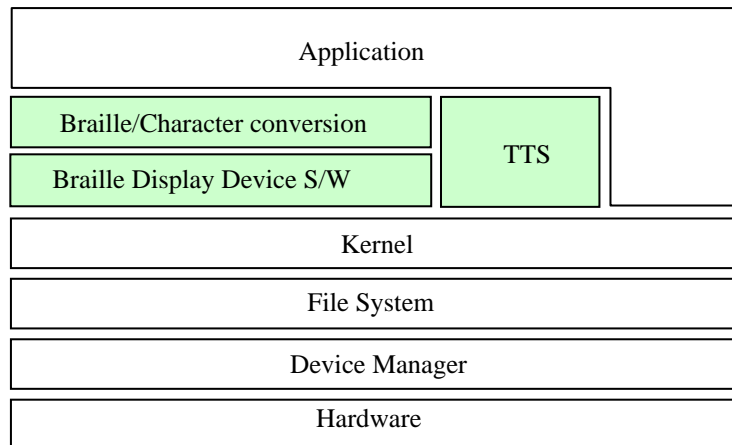 Application
Braille/Character conversion
TTS
Braille Display Device S/W
Kernel
File System
Device Manager
Hardware